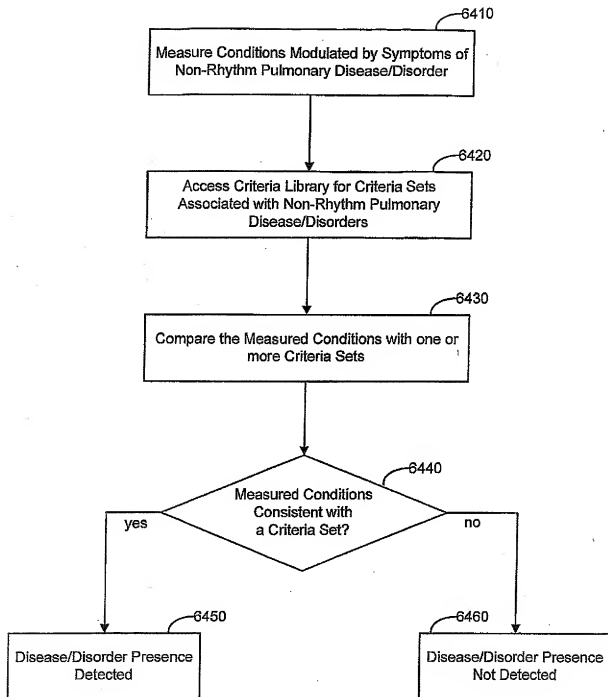 6410
Measure Conditions Modulated by Symptoms of
Non-Rhythm Pulmonary Disease/Disorder
6420
Access Criteria Library for Criteria Sets
Associated with Non-Rhythm Pulmonary
Disease/Disorders
6430
Compare the Measured Conditions with one or
more Criteria Sets
6440
Measured Conditions
Consistent with
a Criteria Set?
yes
no
6450
Disease/Disorder Presence
Detected
6460
Disease/Disorder Presence
Not Detected